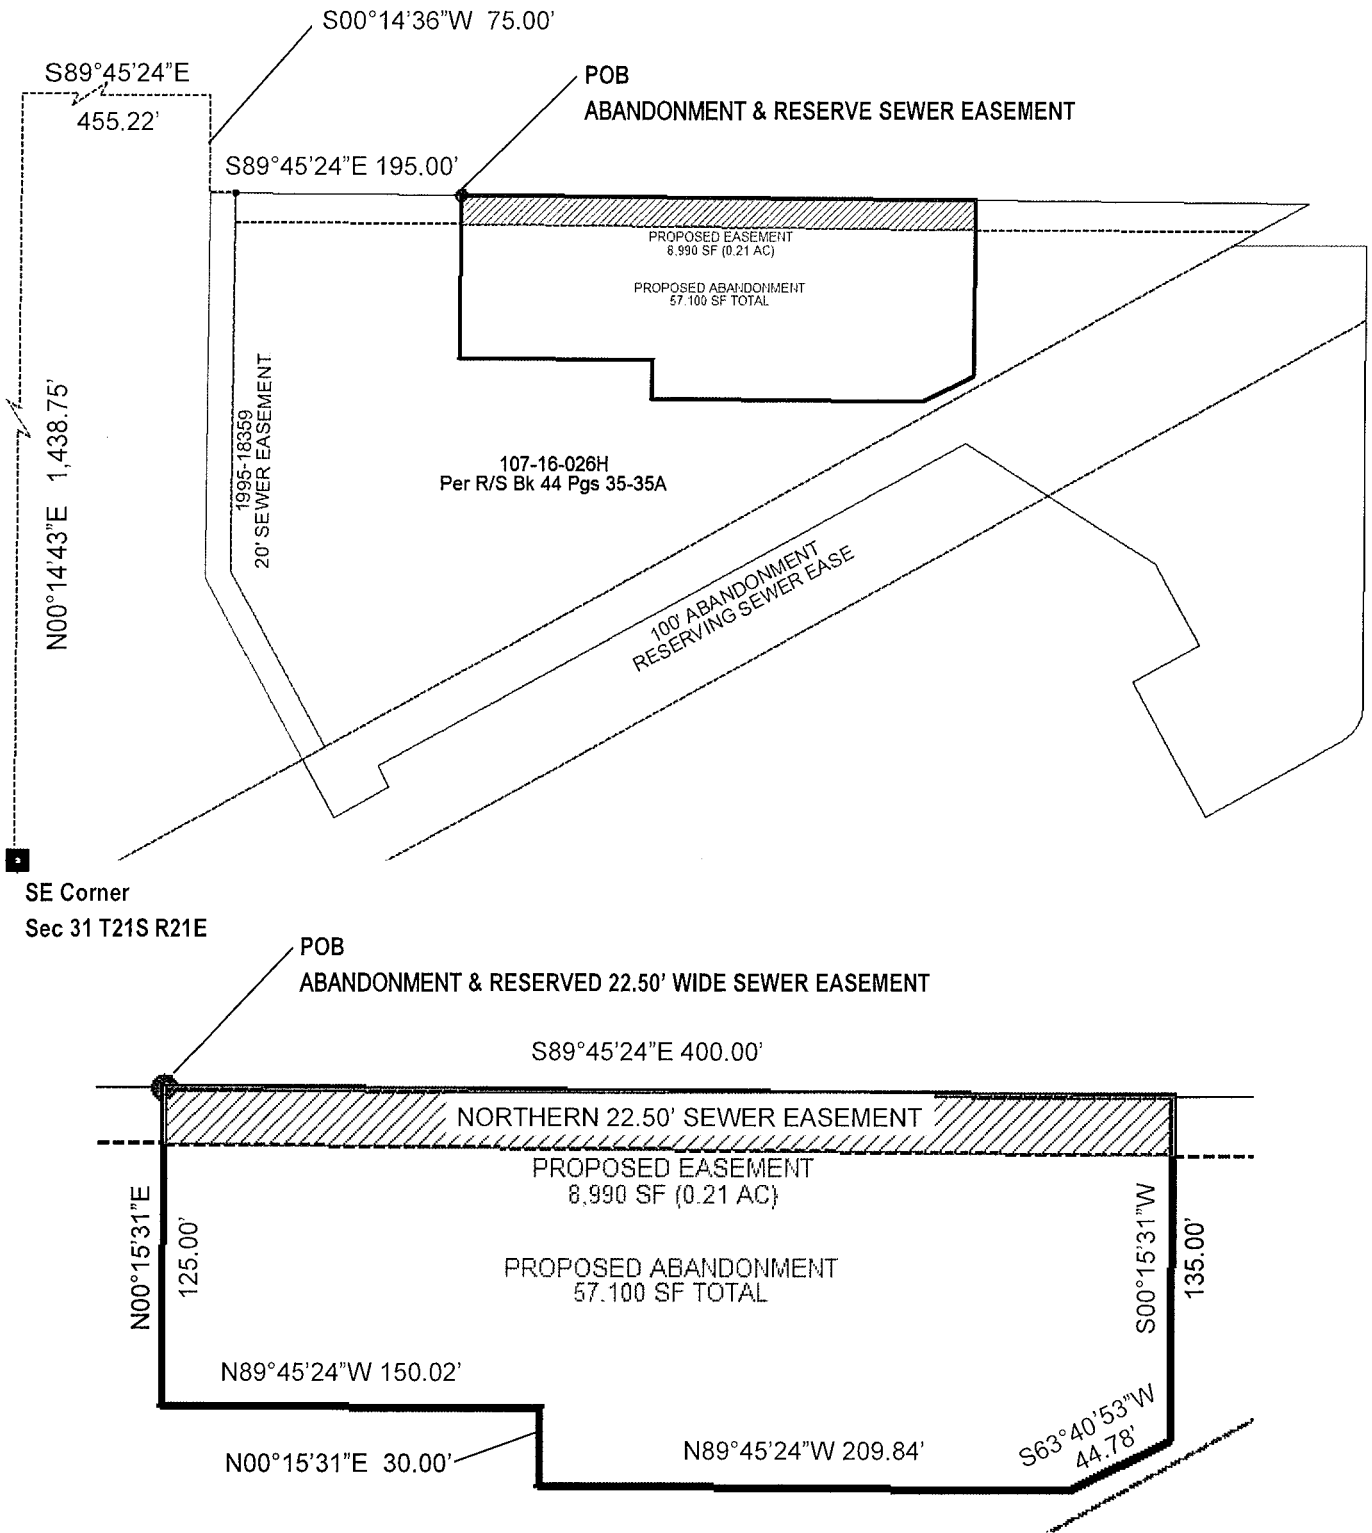 S00°14'36"W 75.00'
S89°45'24"E
455.22'
POB
ABANDONMENT & RESERVE SEWER EASEMENT
S89°45'24"E 195.00'
PROPOSED EASEMENT
8,990 SF (0.21 AC)
PROPOSED ABANDONMENT
57.100 SF TOTAL
N00°14'43"E 1,438.75'
1995-18359
20' SEWER EASEMENT
107-16-026H
Per R/S Bk 44 Pgs 35-35A
100' ABANDONMENT
RESERVING SEWER EASE
SE Corner
Sec 31 T21S R21E
POB
ABANDONMENT & RESERVED 22.50' WIDE SEWER EASEMENT
S89°45'24"E 400.00'
NORTHERN 22.50' SEWER EASEMENT
PROPOSED EASEMENT
8,990 SF (0.21 AC)
N00°15'31"E
125.00'
PROPOSED ABANDONMENT
57.100 SF TOTAL
S00°15'31"W
135.00'
N89°45'24"W 150.02'
N00°15'31"E 30.00'
N89°45'24"W 209.84'
S63°40'53"W
44.78'